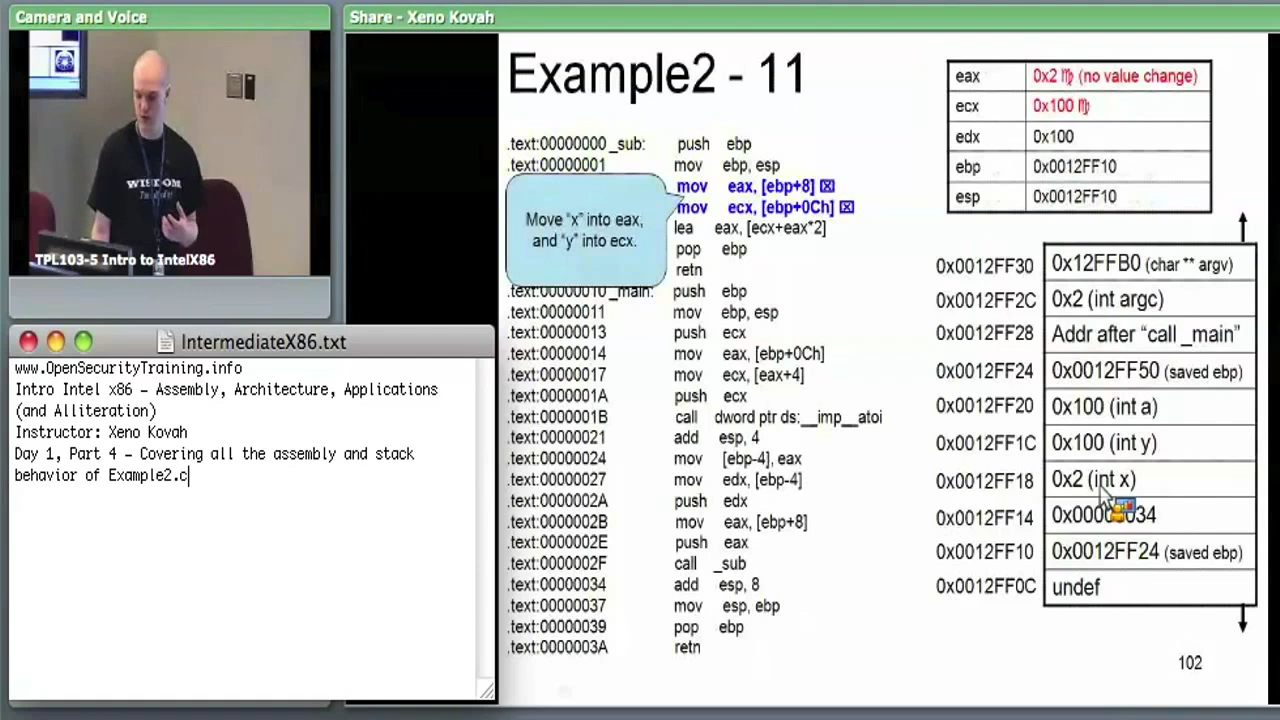 Camera and Voice
WISDOM
TPL103-5 Intro to IntelX86
IntermediateX86.txt
www.OpenSecurityTraining.info
Intro Intel x86 – Assembly, Architecture, Applications
(and Alliteration)
Instructor: Xeno Kovah
Day 1, Part 4 – Covering all the assembly and stack
behavior of Example2.c
Share - Xeno Kovah
Example2 - 11
.text:00000000 _sub: push ebp
.text:00000001 mov ebp, esp
mov eax, [ebp+8] ⌧
mov ecx, [ebp+0Ch] ⌧
lea eax, [ecx+eax*2]
pop ebp
retn
Move “x” into eax,
and “y” into ecx.
.text:00000010 _main: push ebp
.text:00000011 mov ebp, esp
.text:00000013 push ecx
.text:00000014 mov eax, [ebp+0Ch]
.text:00000017 mov ecx, [eax+4]
.text:0000001A push ecx
.text:0000001B call dword ptr ds:__imp__atoi
.text:00000021 add esp, 4
.text:00000024 mov [ebp-4], eax
.text:00000027 mov edx, [ebp-4]
.text:0000002A push edx
.text:0000002B mov eax, [ebp+8]
.text:0000002E push eax
.text:0000002F call _sub
.text:00000034 add esp, 8
.text:00000037 mov esp, ebp
.text:00000039 pop ebp
.text:0000003A retn
eax 0x2 ♍ (no value change)
ecx 0x100 ♍
edx 0x100
ebp 0x0012FF10
esp 0x0012FF10
0x0012FF30 0x12FFB0 (char ** argv)
0x0012FF2C 0x2 (int argc)
0x0012FF28 Addr after “call _main”
0x0012FF24 0x0012FF50 (saved ebp)
0x0012FF20 0x100 (int a)
0x0012FF1C 0x100 (int y)
0x0012FF18 0x2 (int x)
0x0012FF14
0x0012FF10 0x0012FF24 (saved ebp)
0x0012FF0C undef
102